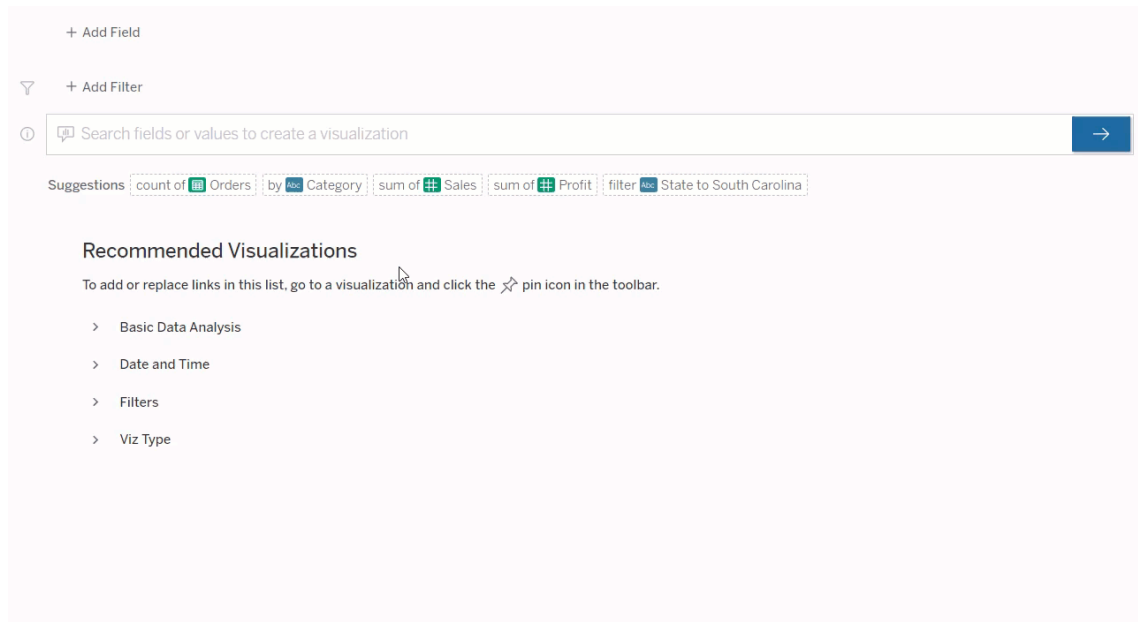 + Add Field
+ Add Filter
Search fields or values to create a visualization
Suggestions count of Orders by Abc Category sum of Sales sum of Profit filter Abc State to South Carolina
Recommended Visualizations
To add or replace links in this list, go to a visualization and click the pin icon in the toolbar.
Basic Data Analysis
Date and Time
Filters
Viz Type